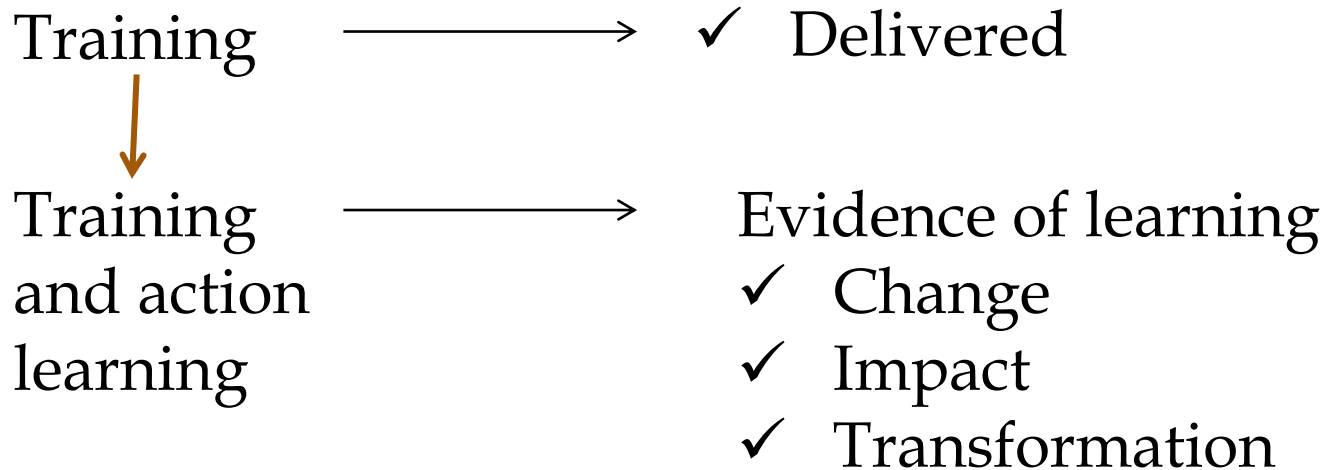 Training ✓ Delivered
Training Evidence of learning
and action ✓ Change
learning ✓ Impact
✓ Transformation